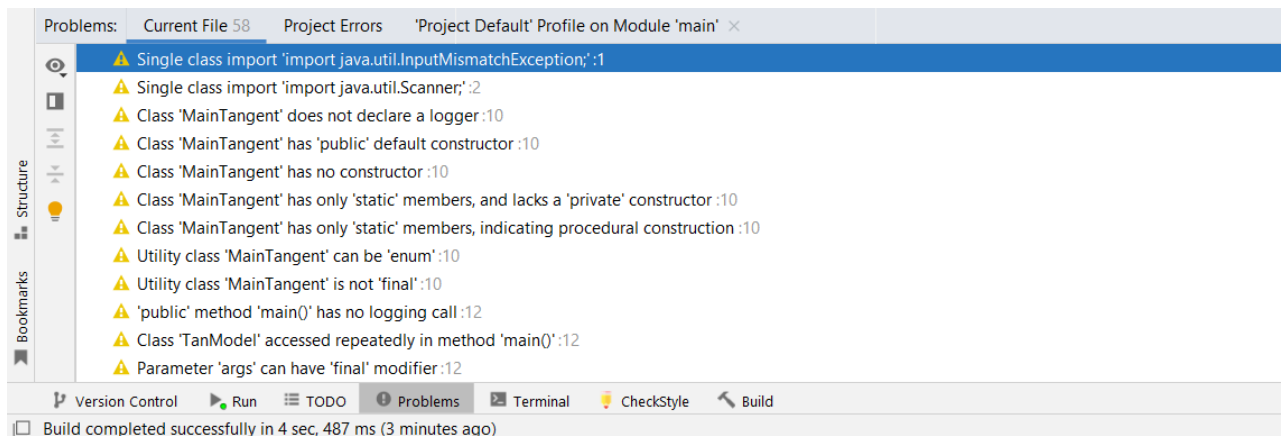 Problems: Current File 58 Project Errors 'Project Default' Profile on Module 'main'
Single class import 'import java.util.InputMismatchException;' :1
Single class import 'import java.util.Scanner;' :2
Class 'MainTangent' does not declare a logger :10
Class 'MainTangent' has 'public' default constructor :10
Class 'MainTangent' has no constructor :10
Class 'MainTangent' has only 'static' members, and lacks a 'private' constructor :10
Class 'MainTangent' has only 'static' members, indicating procedural construction :10
Utility class 'MainTangent' can be 'enum' :10
Utility class 'MainTangent' is not 'final' :10
'public' method 'main()' has no logging call :12
Class 'TanModel' accessed repeatedly in method 'main()' :12
Parameter 'args' can have 'final' modifier :12
Structure
Bookmarks
Version Control Run TODO Problems Terminal CheckStyle Build
Build completed successfully in 4 sec, 487 ms (3 minutes ago)